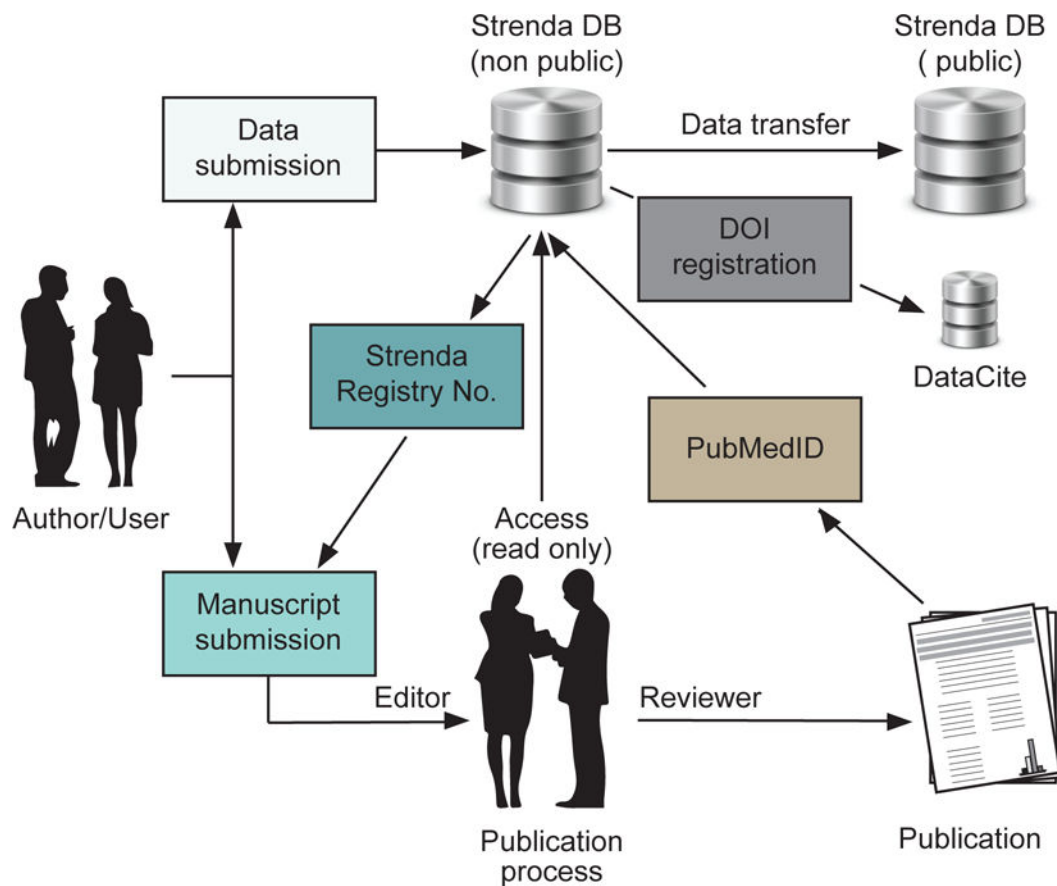 Strenda DB
(non public)
Strenda DB
( public)
Data
submission
Data transfer
DOI
registration
DataCite
Strenda
Registry No.
PubMedID
Author/User
Access
(read only)
Manuscript
submission
Editor
Reviewer
Publication
process
Publication